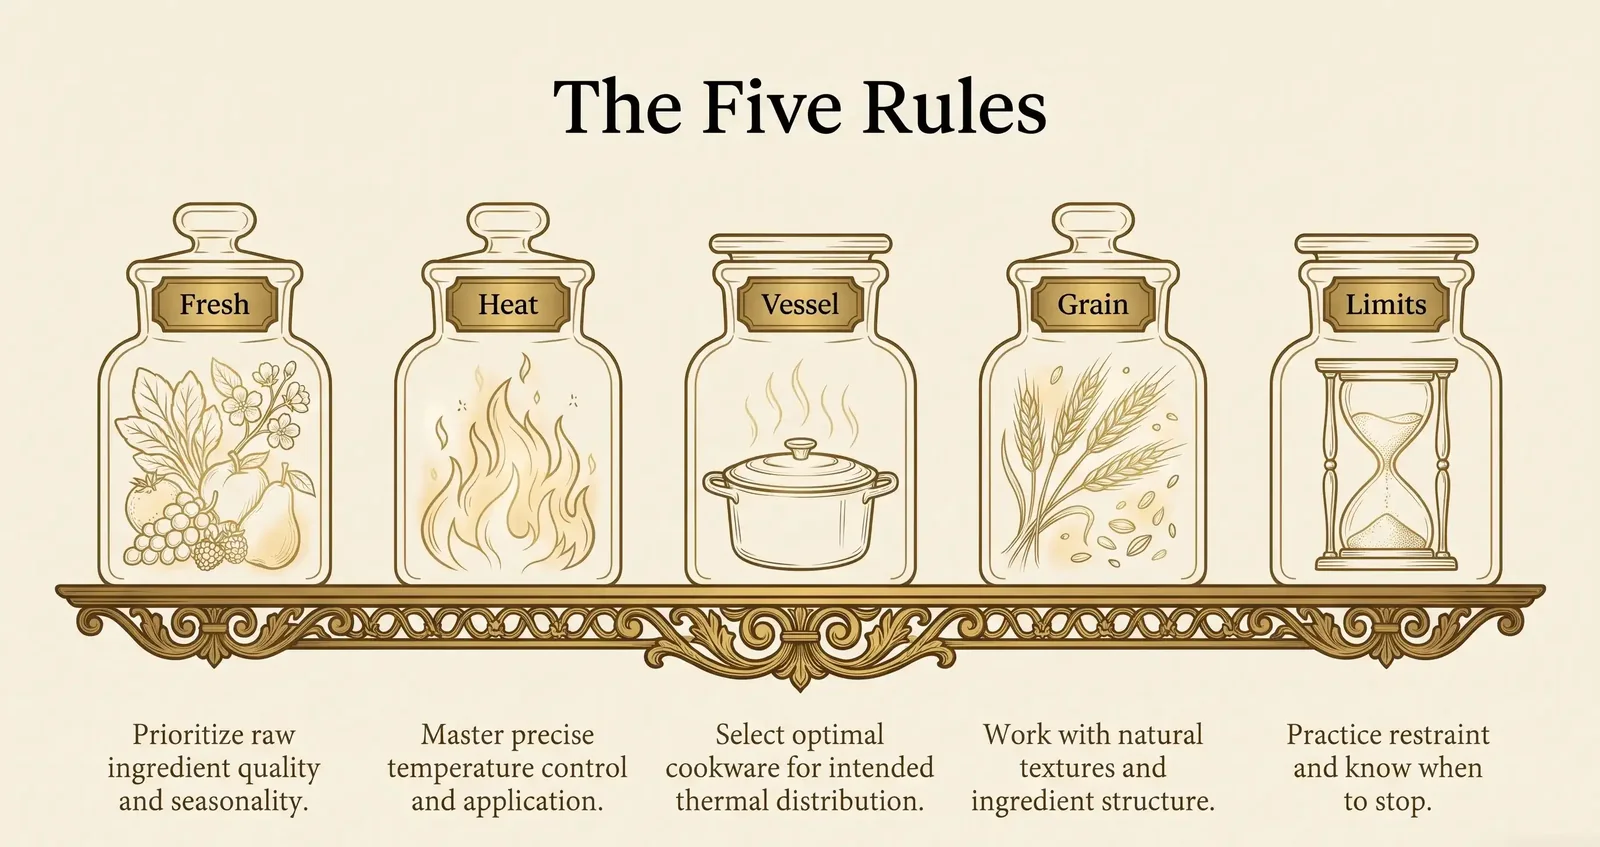 The Five Rules
Fresh
Heat
Vessel
Grain
Limits
Prioritize raw
ingredient quality
and seasonality.
Master precise
temperature control
and application.
Select optimal
cookware for intended
thermal distribution.
Work with natural
textures and
ingredient structure.
Practice restraint
and know when
to stop.